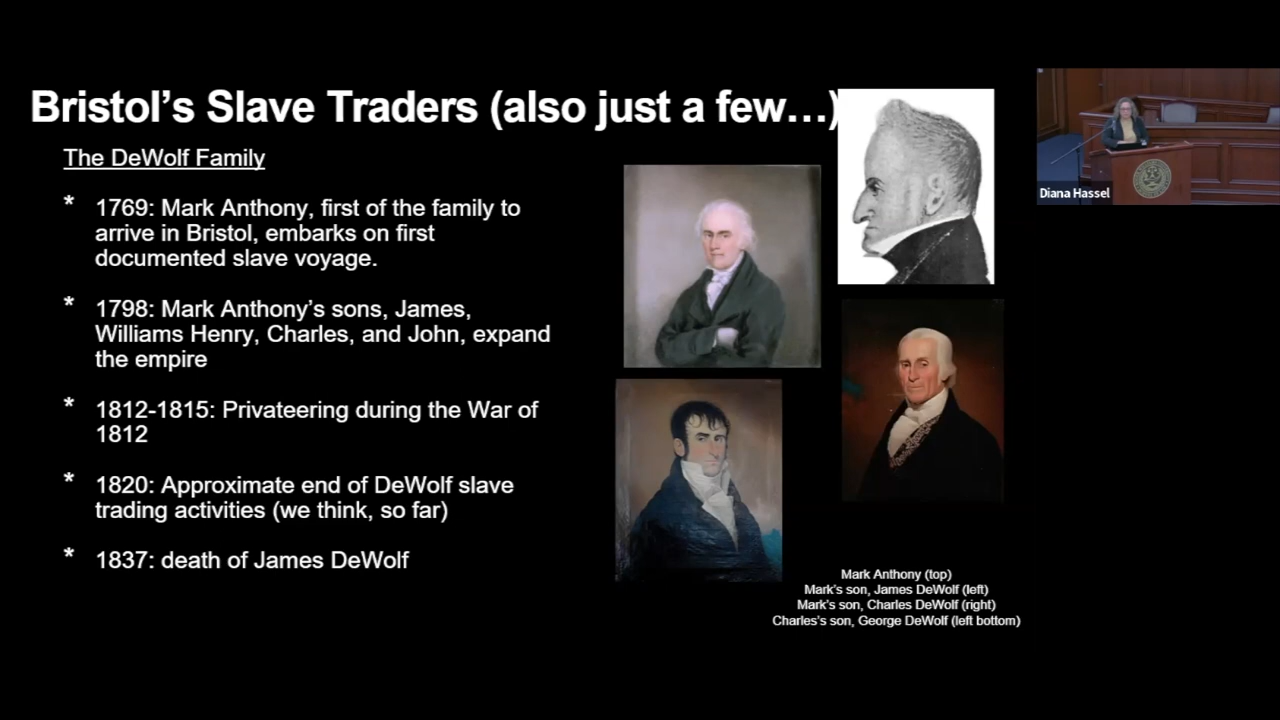 Bristol's Slave Traders (also just a few…)
The DeWolf Family
* 1769: Mark Anthony, first of the family to
arrive in Bristol, embarks on first
documented slave voyage.
* 1798: Mark Anthony's sons, James,
Williams Henry, Charles, and John, expand
the empire
* 1812-1815: Privateering during the War of
1812
* 1820: Approximate end of DeWolf slave
trading activities (we think, so far)
* 1837: death of James DeWolf
Mark Anthony (top)
Mark's son, James DeWolf (left)
Mark's son, Charles DeWolf (right)
Charles's son, George DeWolf (left bottom)
Diana Hassel